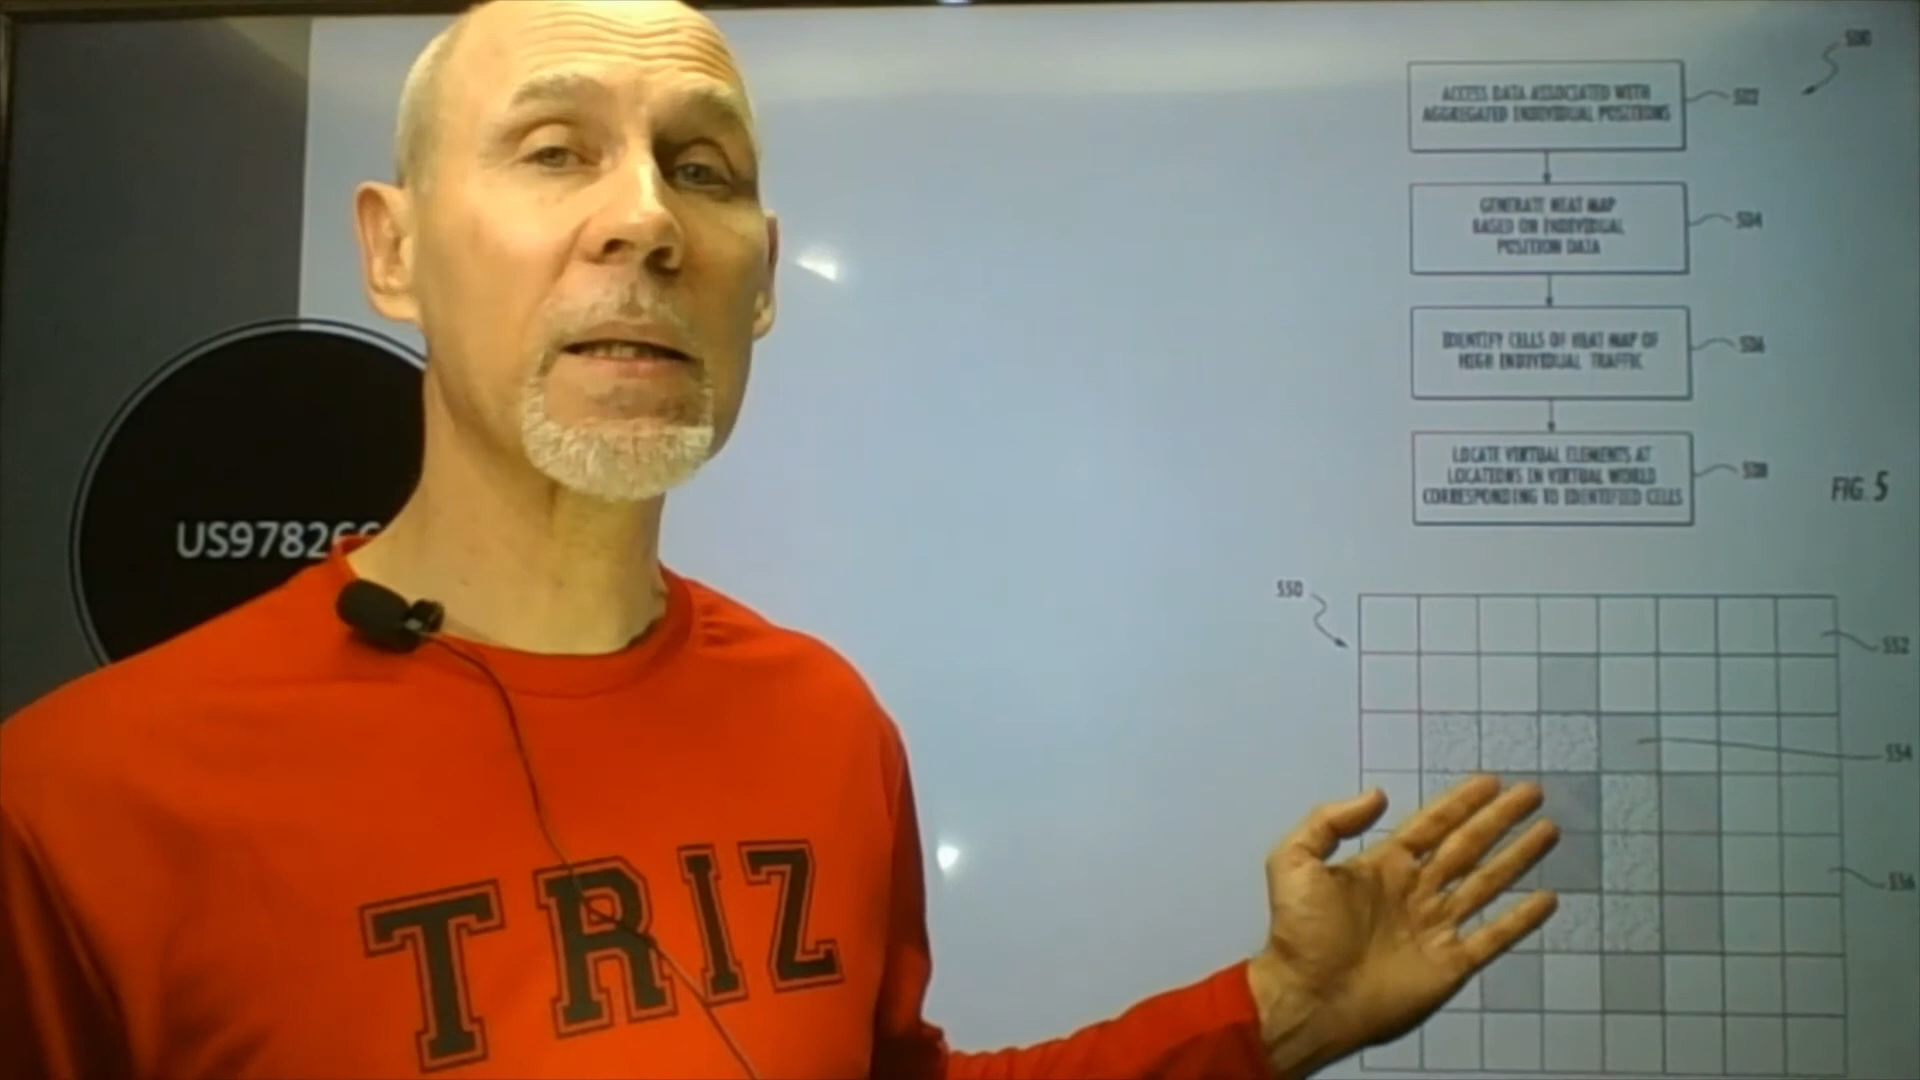 500
ACCESS DATA ASSOCIATED WITH
AGGREGATED INDIVIDUAL POSITIONS
502
GENERATE HEAT MAP
BASED ON INDIVIDUAL
POSITION DATA
504
IDENTIFY CELLS OF HEAT MAP OF
HIGH INDIVIDUAL TRAFFIC
506
LOCATE VIRTUAL ELEMENTS AT
LOCATIONS IN VIRTUAL WORLD
CORRESPONDING TO IDENTIFIED CELLS
508
FIG. 5
US97826
550
552
554
556
TRIZ